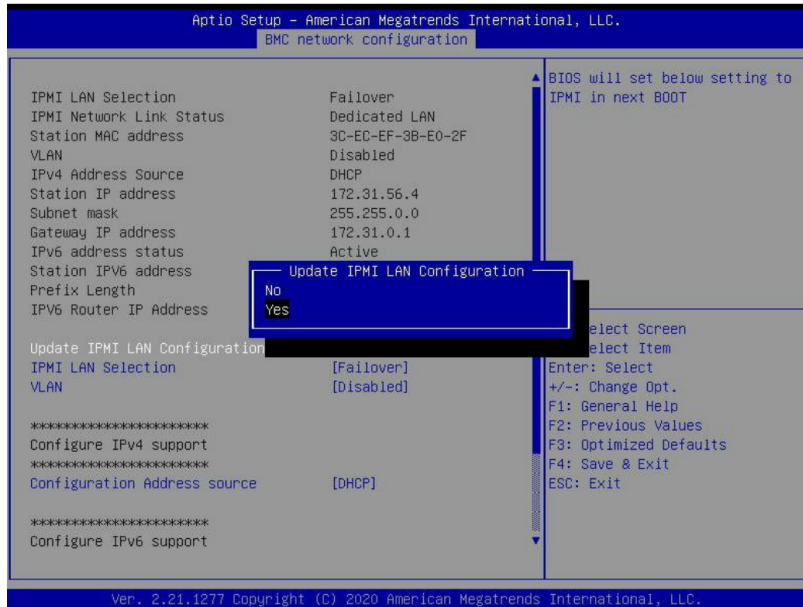 Aptio Setup – American Megatrends International, LLC.
BMC network configuration
IPMI LAN Selection Failover
IPMI Network Link Status Dedicated LAN
Station MAC address 3C-EC-EF-3B-E0-2F
VLAN Disabled
IPv4 Address Source DHCP
Station IP address 172.31.56.4
Subnet mask 255.255.0.0
Gateway IP address 172.31.0.1
IPv6 address status Active
Station IPV6 address
Prefix Length
IPV6 Router IP Address
Update IPMI LAN Configuration
No
Yes
Update IPMI LAN Configuration
IPMI LAN Selection [Failover]
VLAN [Disabled]
***********************
Configure IPv4 support
***********************
Configuration Address source [DHCP]
***********************
Configure IPv6 support
BIOS will set below setting to
IPMI in next BOOT
elect Screen
elect Item
Enter: Select
+/-: Change Opt.
F1: General Help
F2: Previous Values
F3: Optimized Defaults
F4: Save & Exit
ESC: Exit
Ver. 2.21.1277 Copyright (C) 2020 American Megatrends International, LLC.